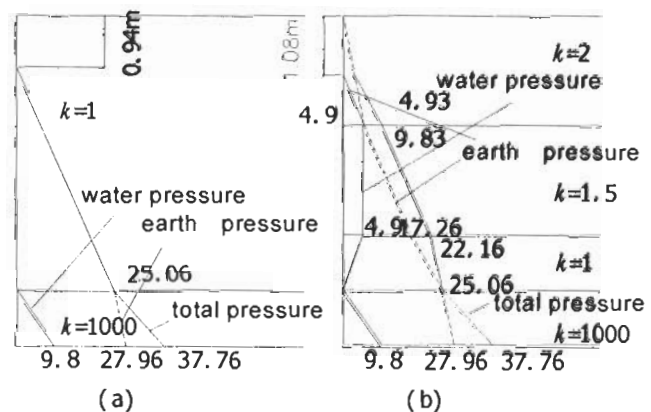 0.94m
k=1
water pressure
earth pressure
25.06
total pressure
k=1000
9.8 27.96 37.76
(a)
1.08m
k=2
water pressure
4.93
4.9
9.83
earth pressure
k=1.5
4.9 17.26
22.16
k=1
25.06
total pressure
k=1000
9.8 27.96 37.76
(b)